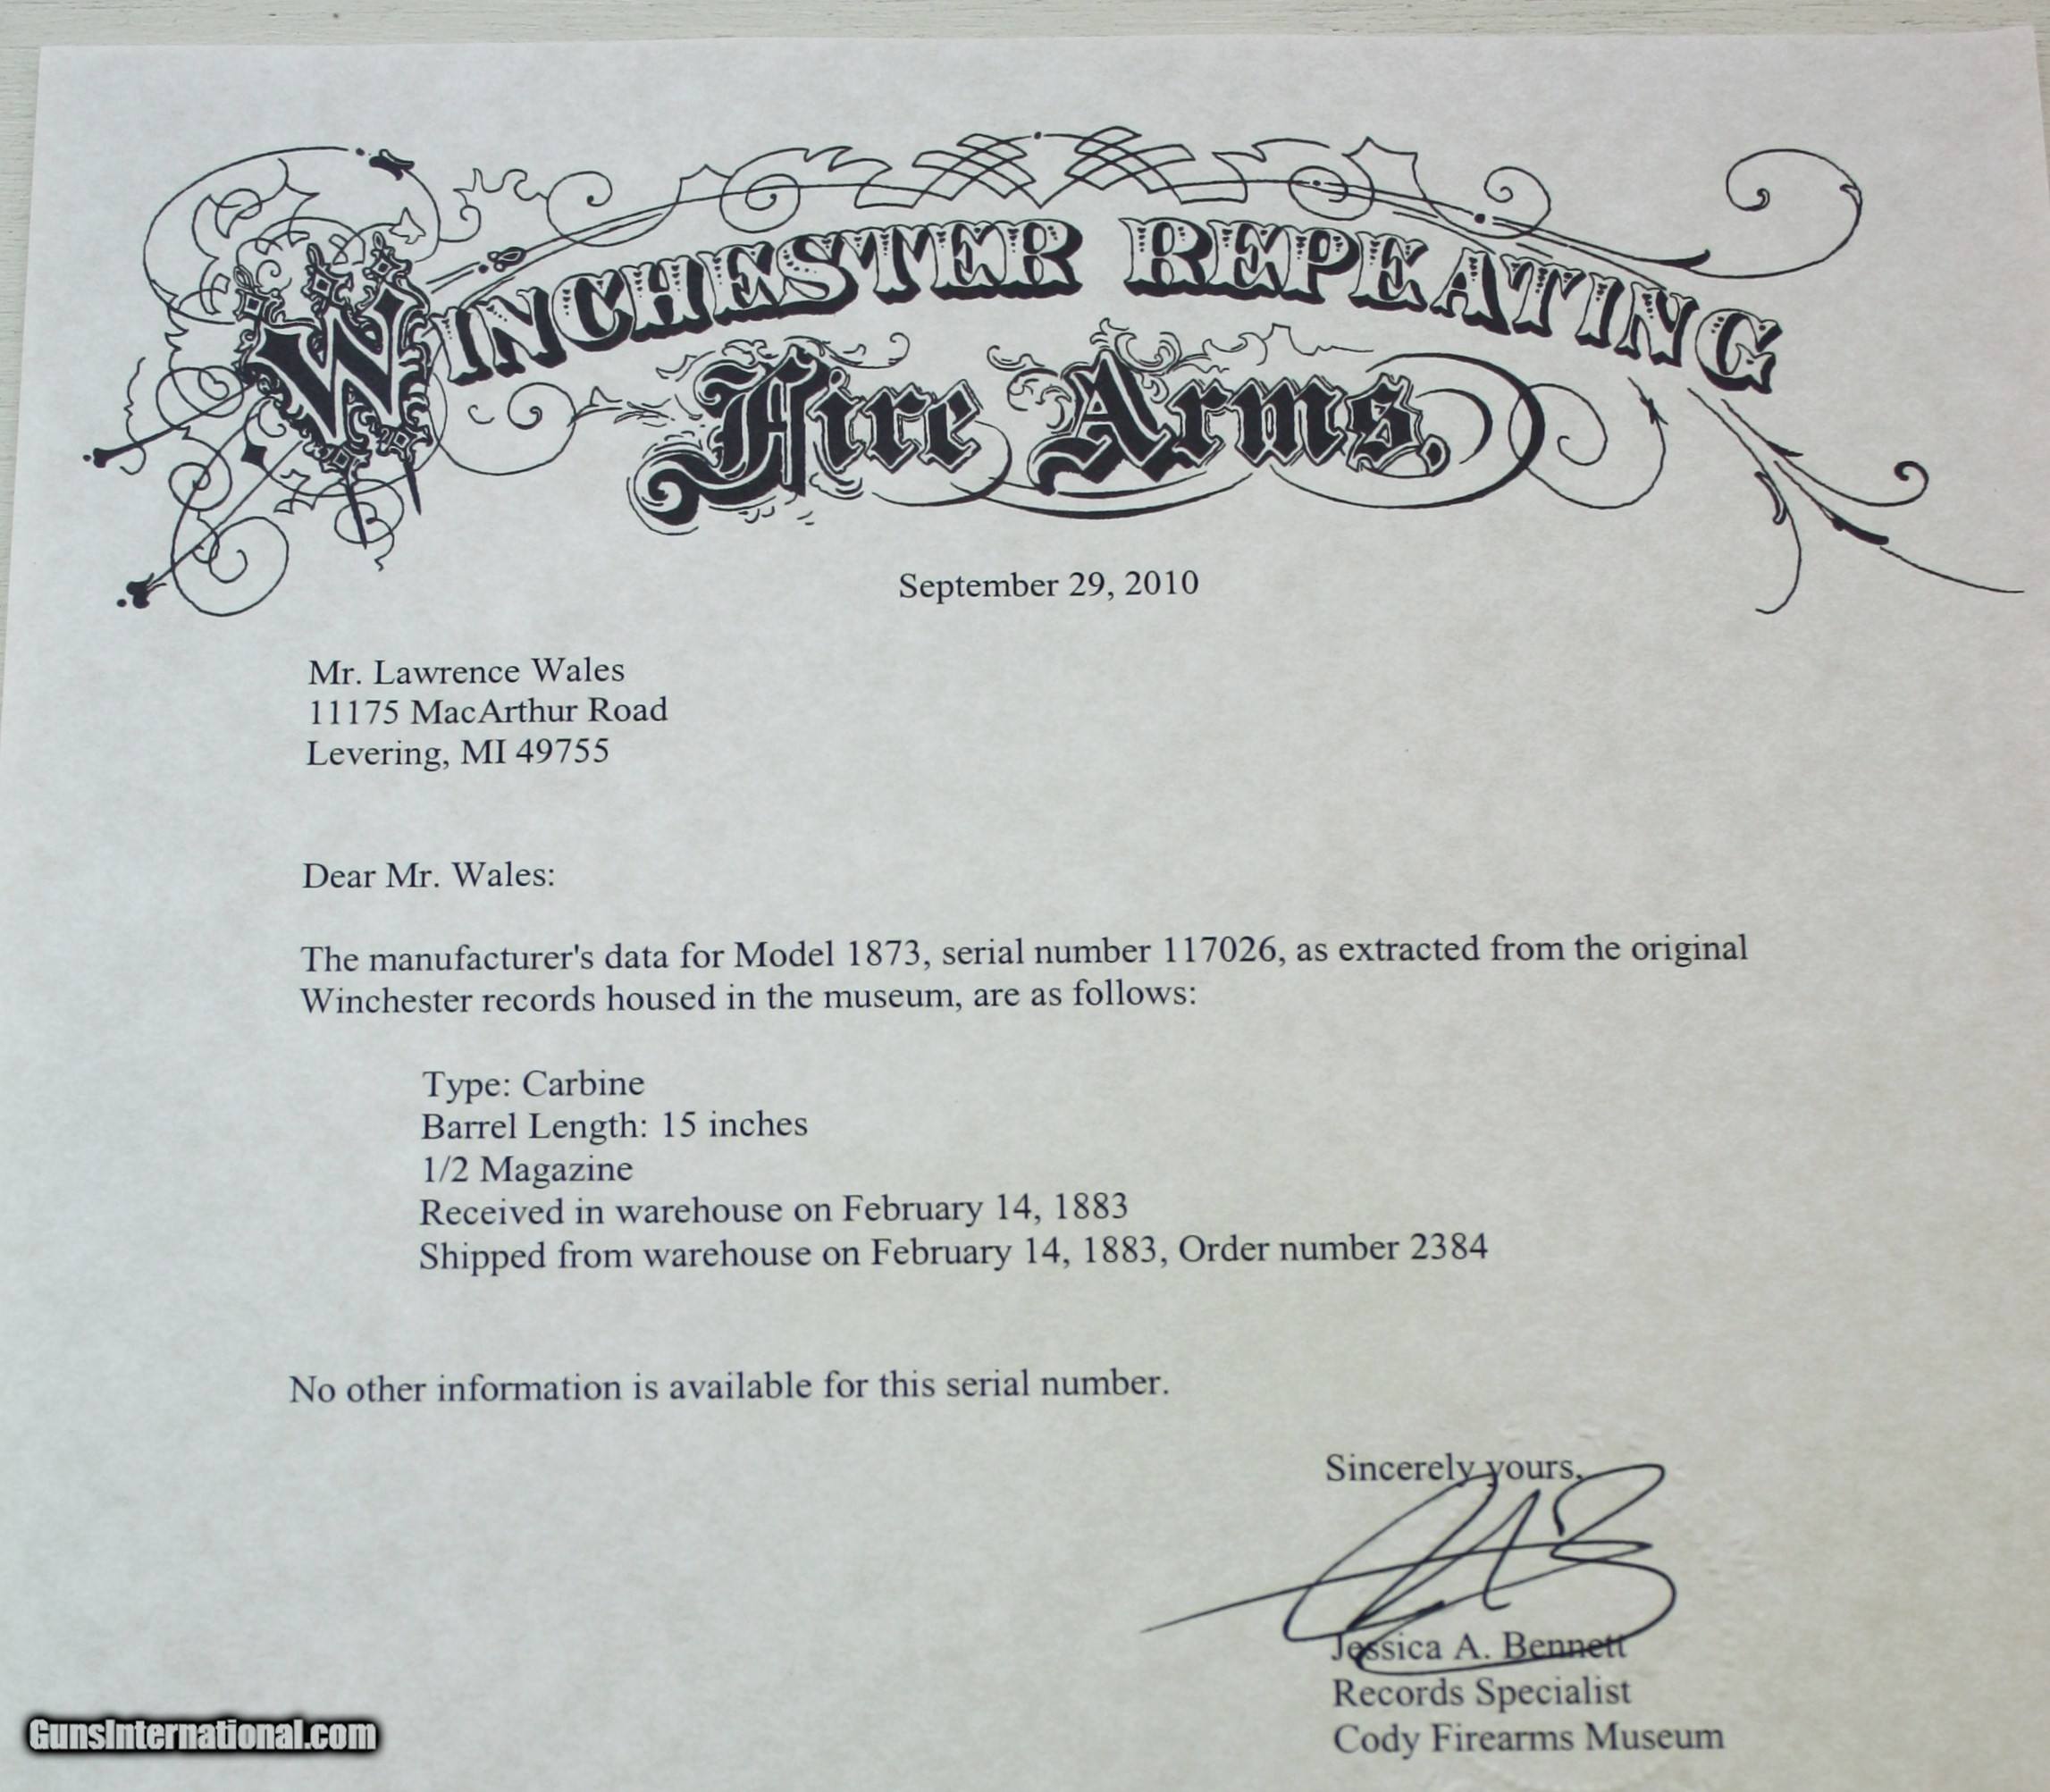 WINCHESTER REPEATING
Fire Arms.
September 29, 2010
Mr. Lawrence Wales
11175 MacArthur Road
Levering, MI 49755
Dear Mr. Wales:
The manufacturer's data for Model 1873, serial number 117026, as extracted from the original
Winchester records housed in the museum, are as follows:
Type: Carbine
Barrel Length: 15 inches
1/2 Magazine
Received in warehouse on February 14, 1883
Shipped from warehouse on February 14, 1883, Order number 2384
No other information is available for this serial number.
Sincerely yours,
Jessica A. Bennett
Records Specialist
Cody Firearms Museum
GunsInternational.com